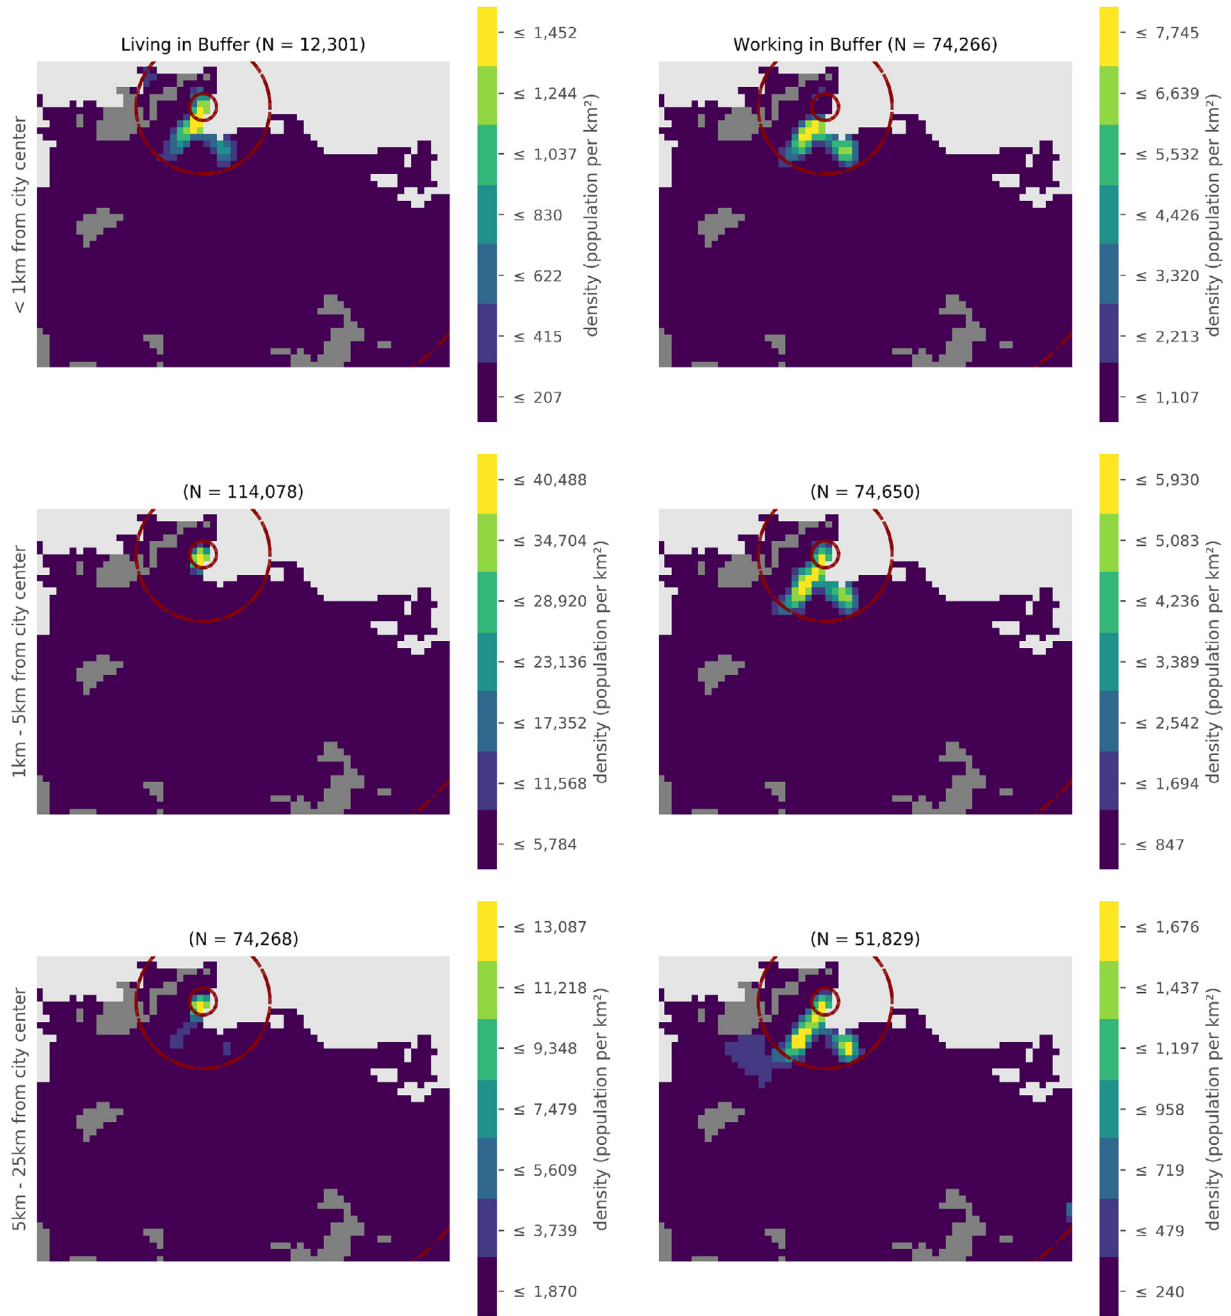 Living in Buffer (N = 12,301)
< 1km from city center
≤ 1,452
≤ 1,244
≤ 1,037
≤ 830
≤ 622
≤ 415
≤ 207
density (population per km²)
Working in Buffer (N = 74,266)
≤ 7,745
≤ 6,639
≤ 5,532
≤ 4,426
≤ 3,320
≤ 2,213
≤ 1,107
density (population per km²)
(N = 114,078)
1km - 5km from city center
≤ 40,488
≤ 34,704
≤ 28,920
≤ 23,136
≤ 17,352
≤ 11,568
≤ 5,784
density (population per km²)
(N = 74,650)
≤ 5,930
≤ 5,083
≤ 4,236
≤ 3,389
≤ 2,542
≤ 1,694
≤ 847
density (population per km²)
(N = 74,268)
5km - 25km from city center
≤ 13,087
≤ 11,218
≤ 9,348
≤ 7,479
≤ 5,609
≤ 3,739
≤ 1,870
density (population per km²)
(N = 51,829)
≤ 1,676
≤ 1,437
≤ 1,197
≤ 958
≤ 719
≤ 479
≤ 240
density (population per km²)